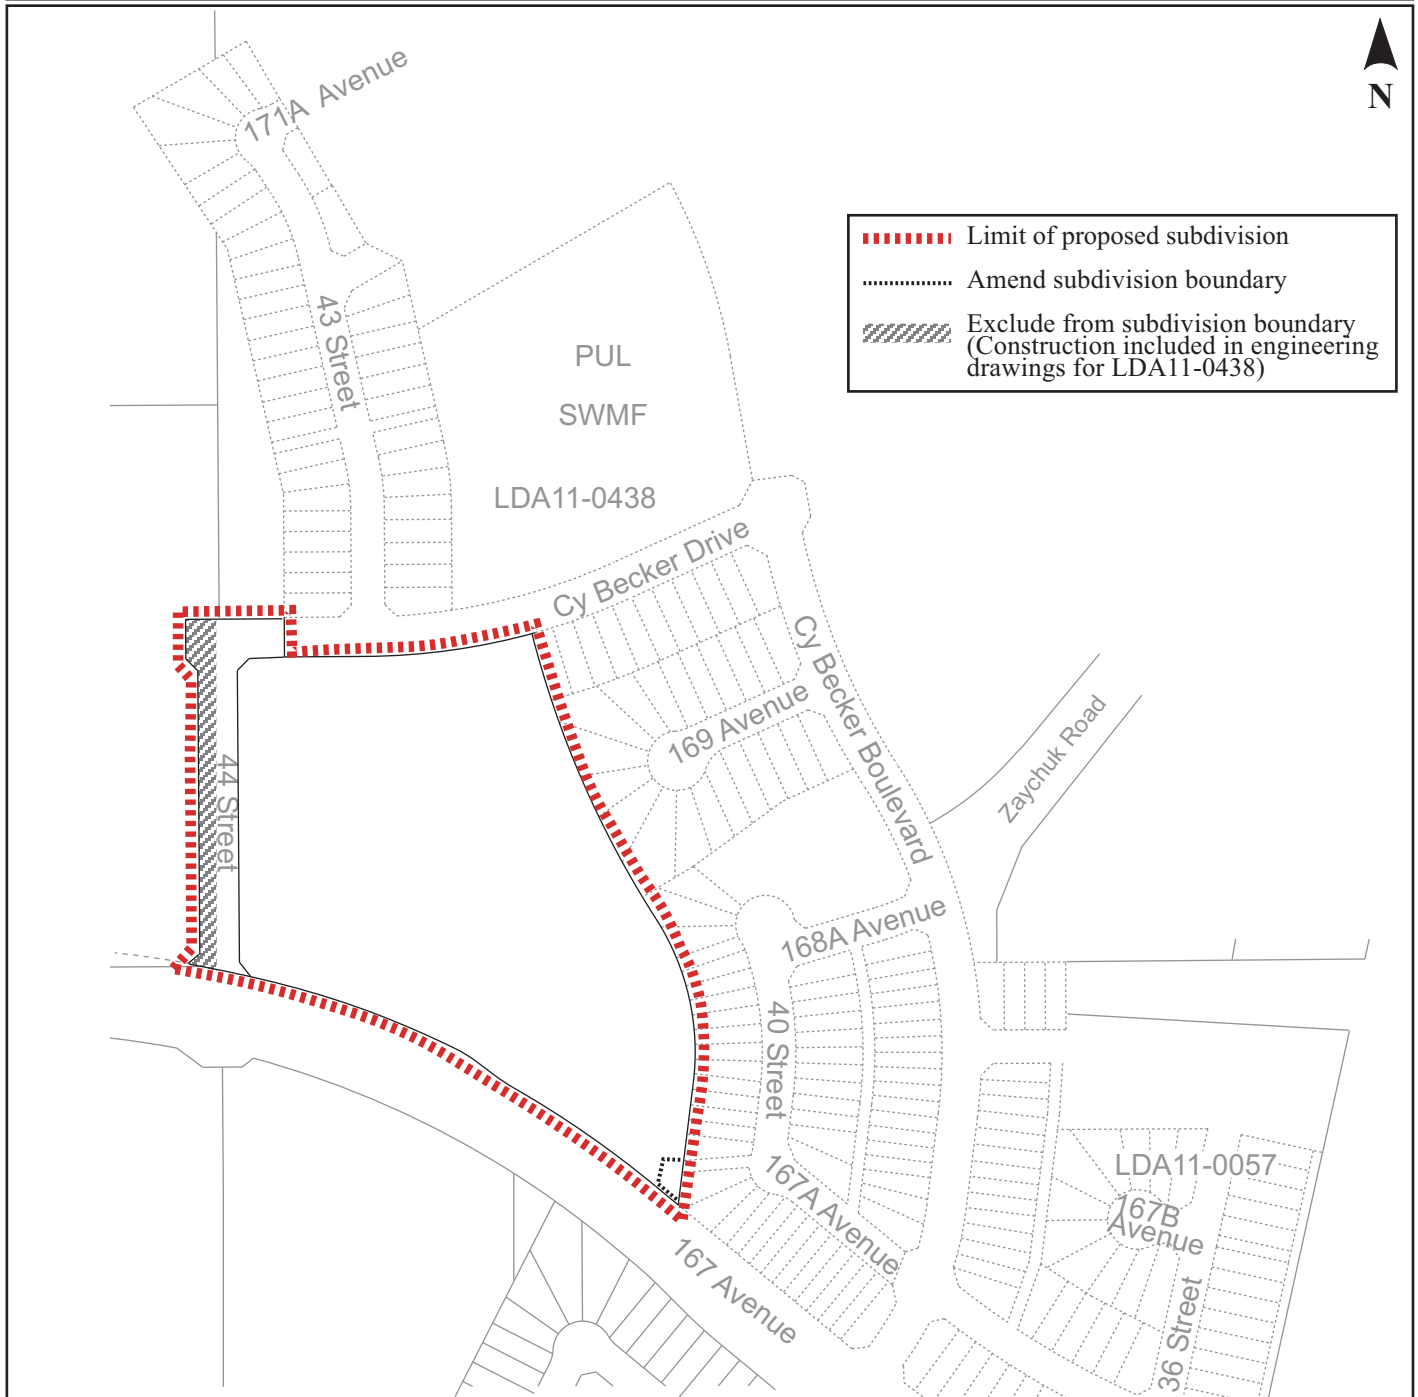 171A Avenue
N
Limit of proposed subdivision
Amend subdivision boundary
Exclude from subdivision boundary
(Construction included in engineering
drawings for LDA11-0438)
43 Street
PUL
SWMF
LDA11-0438
Cy Becker Drive
Cy Becker Boulevard
169 Avenue
Zaychuk Road
44 Street
168A Avenue
40 Street
167A Avenue
LDA11-0057
167B
Avenue
167 Avenue
36 Street